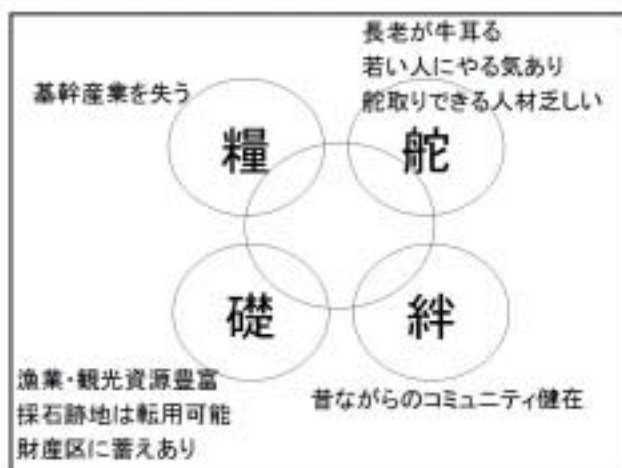 長老が牛耳る
若い人にやる気あり
舵取りできる人材乏しい
基幹産業を失う
糧
舵
礎
絆
漁業・観光資源豊富
採石跡地は転用可能
財産区に蓄えあり
昔ながらのコミュニティ健在